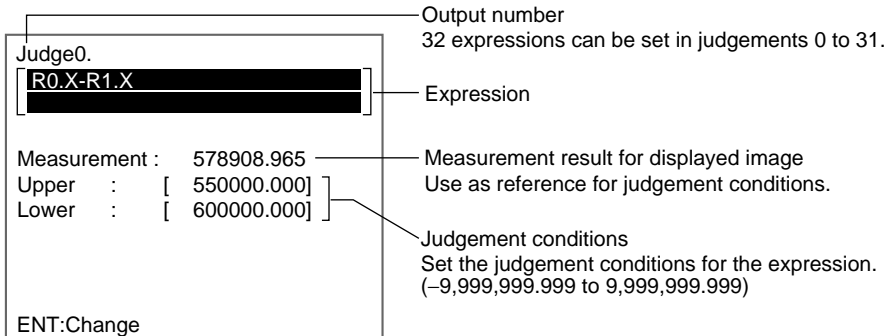 Output number
32 expressions can be set in judgements 0 to 31.
Judge0.
R0.X-R1.X
Expression
Measurement : 578908.965
Measurement result for displayed image
Use as reference for judgement conditions.
Upper : [ 550000.000]
Lower : [ 600000.000]
Judgement conditions
Set the judgement conditions for the expression.
(−9,999,999.999 to 9,999,999.999)
ENT:Change